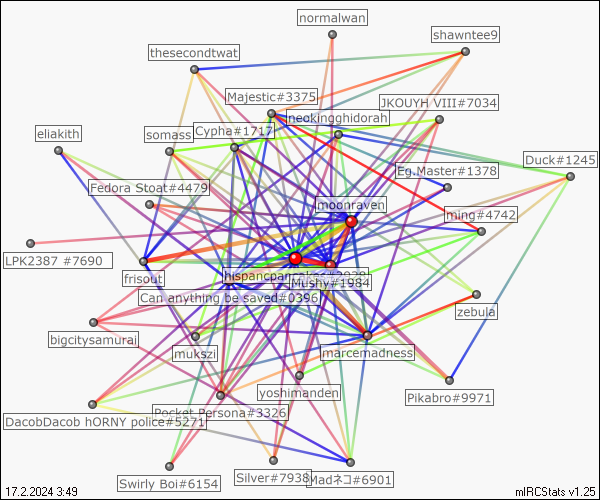 normalwan
shawntee9
thesecondtwat
Majestic#3375
JKOUYH VIII#7034
neokingghidorah
eliakith
somass
Cypha#1717
Duck#1245
Eg.Master#1378
Fedora Stoat#4479
moonraven
ming#4742
LPK2387 #7690
frisout
Mushy#1984
Can anything be saved#0396
zebula
bigcitysamurai
mukszi
marcemadness
yoshimanden
Pikabro#9971
Pocket Persona#3326
DacobDacob hORNY police#5271
Swirly Boi#6154
Silver#7938
Madネコ#6901
17.2.2024 3:49
mIRCStats v1.25